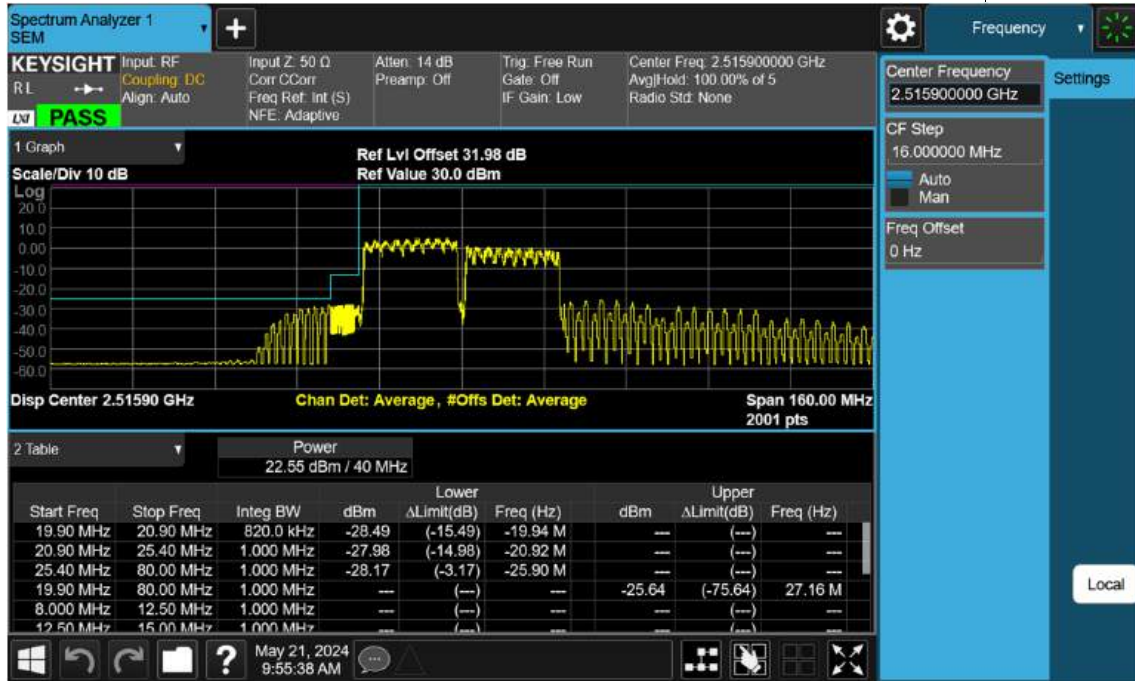 Spectrum Analyzer 1
SEM
Frequency
KEYSIGHT
R L
LXI
PASS
Input: RF
Coupling: DC
Align: Auto
Input Z: 50 Ω
Corr CCorr
Freq Ref: Int (S)
NFE: Adaptive
Atten: 14 dB
Preamp: Off
Trig: Free Run
Gate: Off
IF Gain: Low
Center Freq: 2.515900000 GHz
Avg|Hold: 100.00% of 5
Radio Std: None
Center Frequency
2.515900000 GHz
Settings
CF Step
16.000000 MHz
Auto
Man
Freq Offset
0 Hz
1 Graph
Scale/Div 10 dB
Ref Lvl Offset 31.98 dB
Ref Value 30.0 dBm
Log
20.0
10.0
0.00
-10.0
-20.0
-30.0
-40.0
-50.0
-60.0
Disp Center 2.51590 GHz
Chan Det: Average, #Offs Det: Average
Span 160.00 MHz
2001 pts
2 Table
Power
22.55 dBm / 40 MHz
Lower Upper
Start Freq Stop Freq Integ BW dBm ΔLimit(dB) Freq (Hz) dBm ΔLimit(dB) Freq (Hz)
19.90 MHz 20.90 MHz 820.0 kHz -28.49 (-15.49) -19.94 M --- (---) ---
20.90 MHz 25.40 MHz 1.000 MHz -27.98 (-14.98) -20.92 M --- (---) ---
25.40 MHz 80.00 MHz 1.000 MHz -28.17 (-3.17) -25.90 M --- (---) ---
19.90 MHz 80.00 MHz 1.000 MHz --- (---) --- -25.64 (-75.64) 27.16 M
8.000 MHz 12.50 MHz 1.000 MHz --- (---) --- --- (---) ---
12.50 MHz 15.00 MHz 1.000 MHz --- (---) --- --- (---) ---
Local
?
May 21, 2024
9:55:38 AM